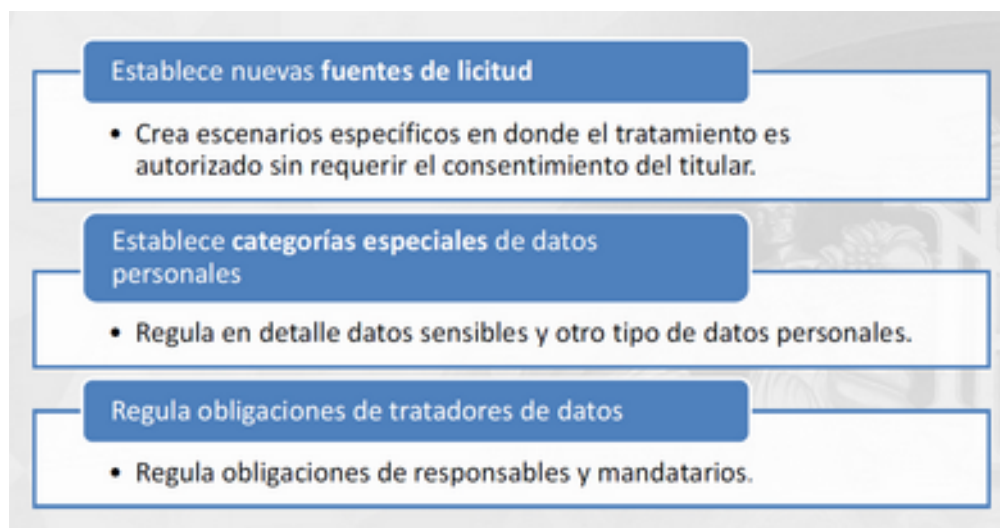 Establece nuevas fuentes de licitud
• Crea escenarios específicos en donde el tratamiento es
autorizado sin requerir el consentimiento del titular.
Establece categorías especiales de datos
personales
• Regula en detalle datos sensibles y otro tipo de datos personales.
Regula obligaciones de tratadores de datos
• Regula obligaciones de responsables y mandatarios.